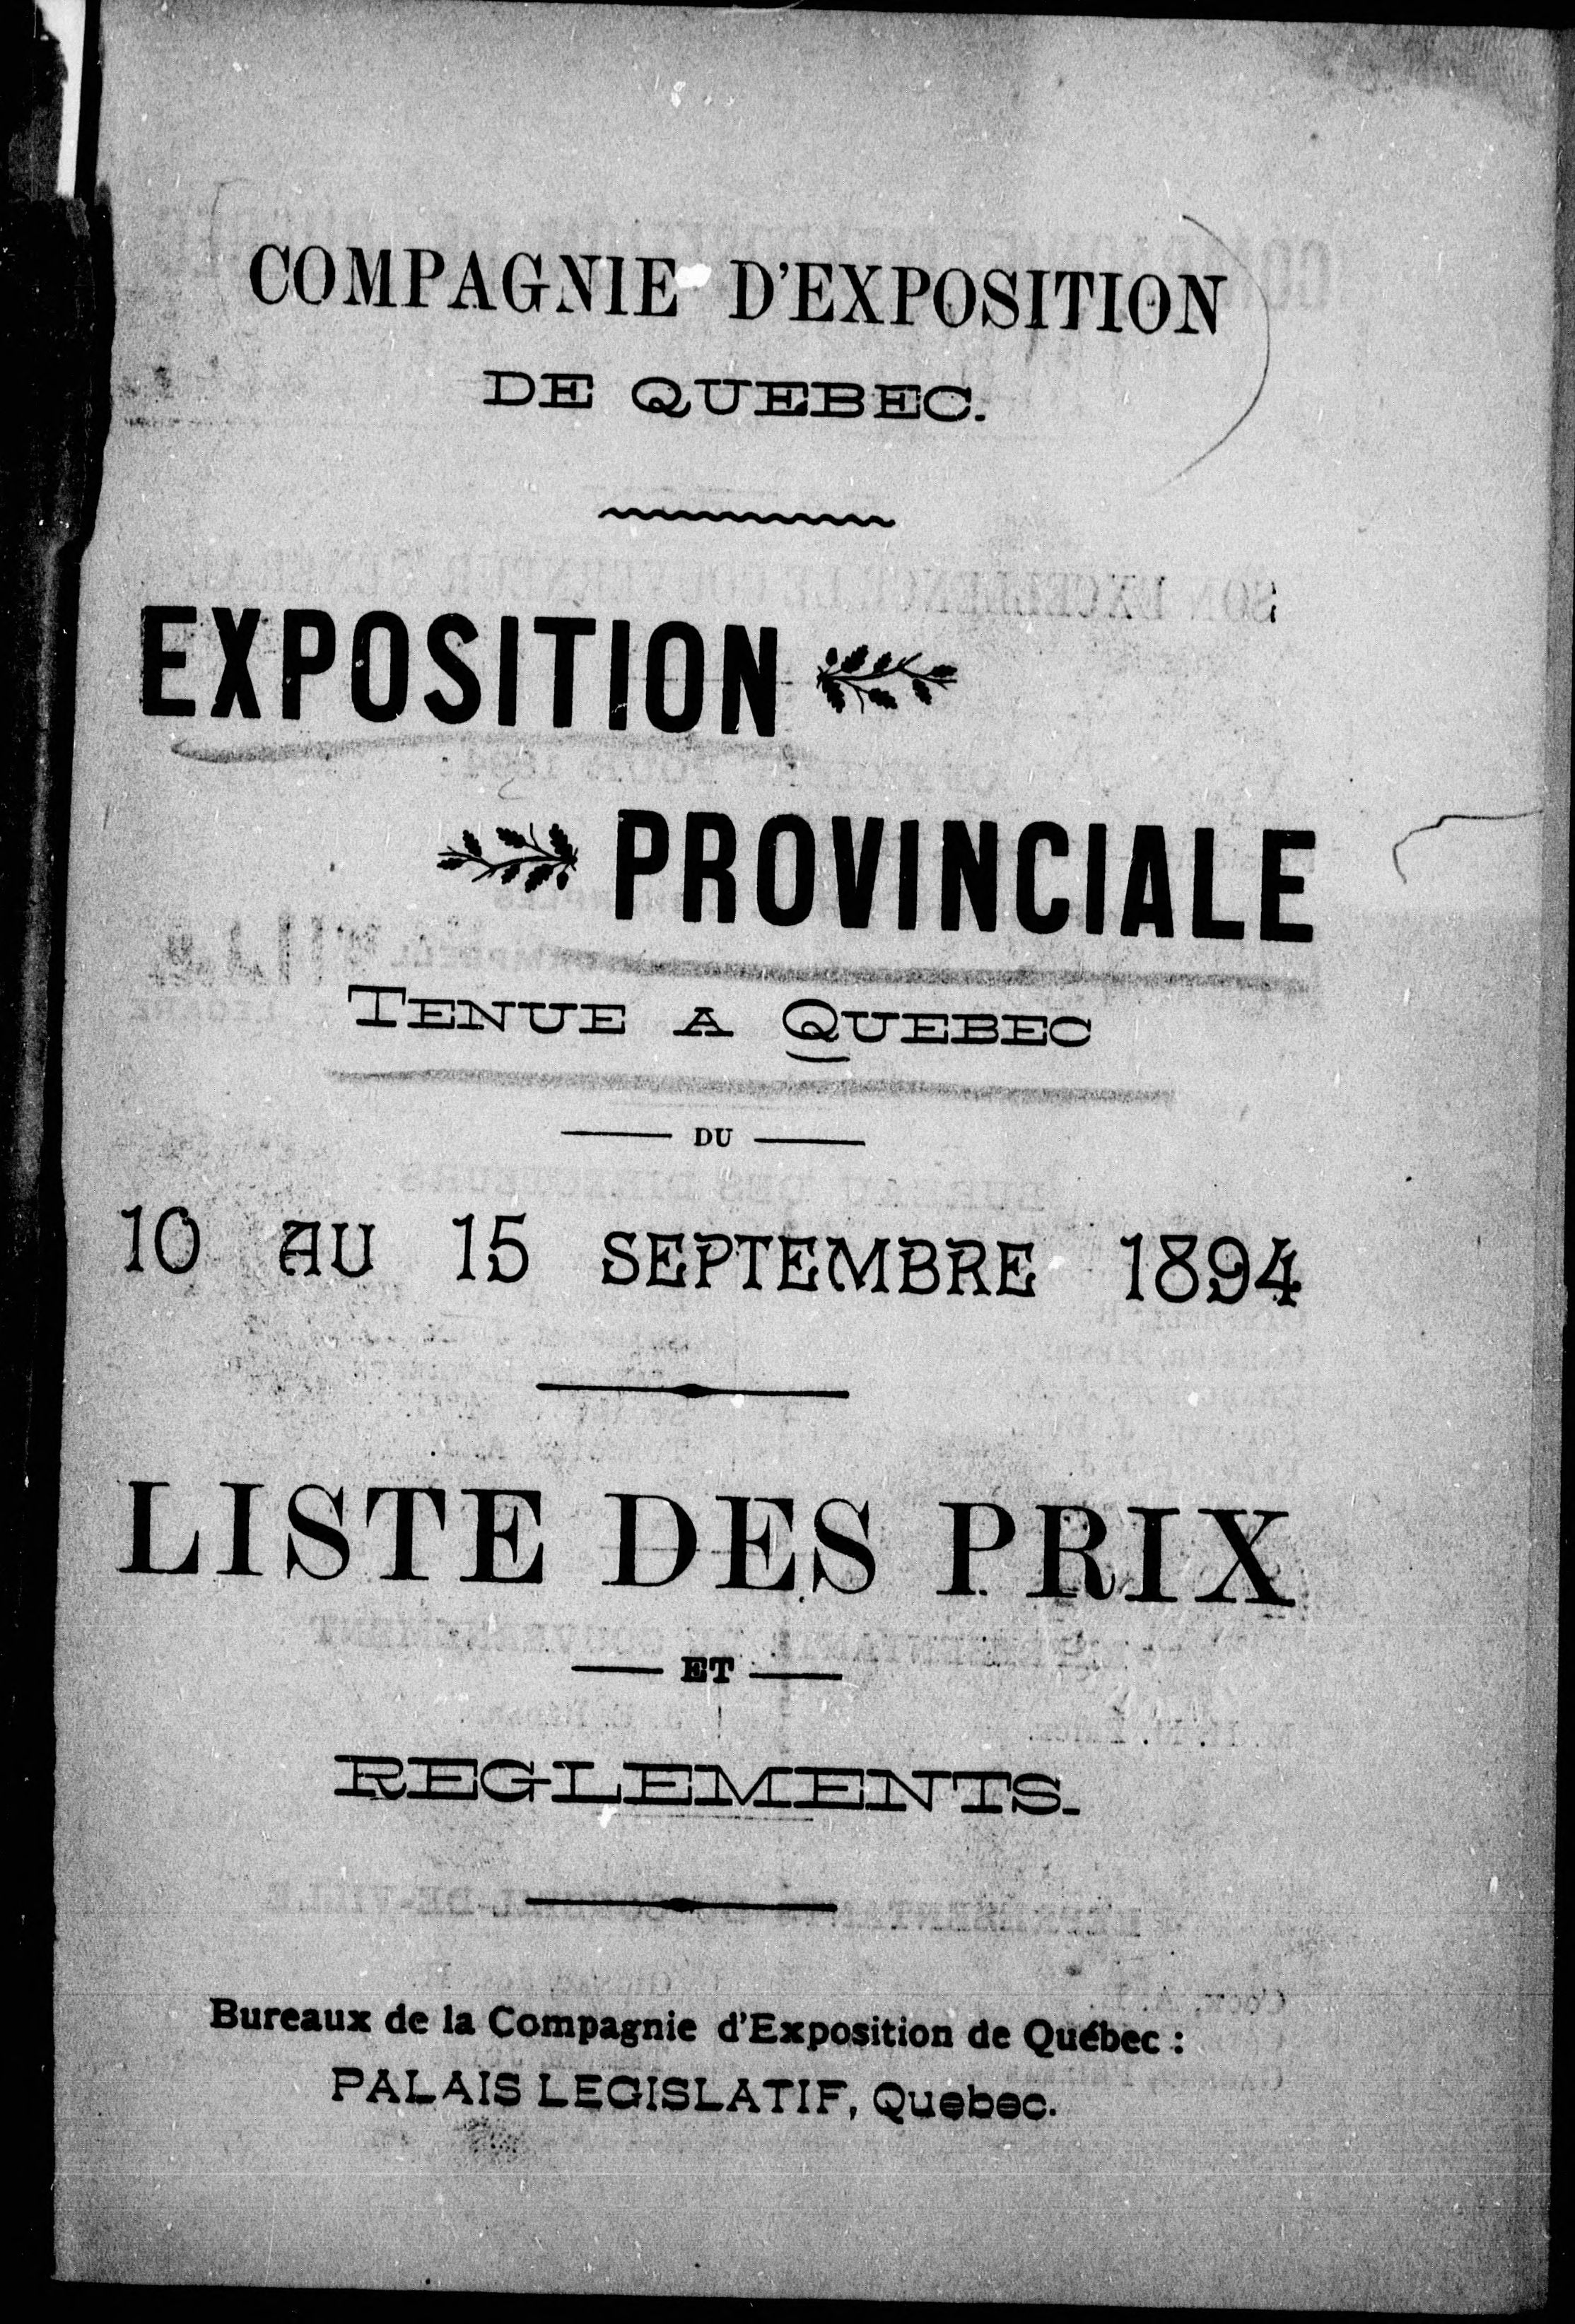 COMPAGNIE D'EXPOSITION
DE QUEBEC.
EXPOSITION
PROVINCIALE
TENUE A QUEBEC
DU
10 AU 15 SEPTEMBRE 1894
LISTE DES PRIX
ET
REGLEMENTS.
Bureaux de la Compagnie d'Exposition de Québec :
PALAIS LEGISLATIF, Quebec.